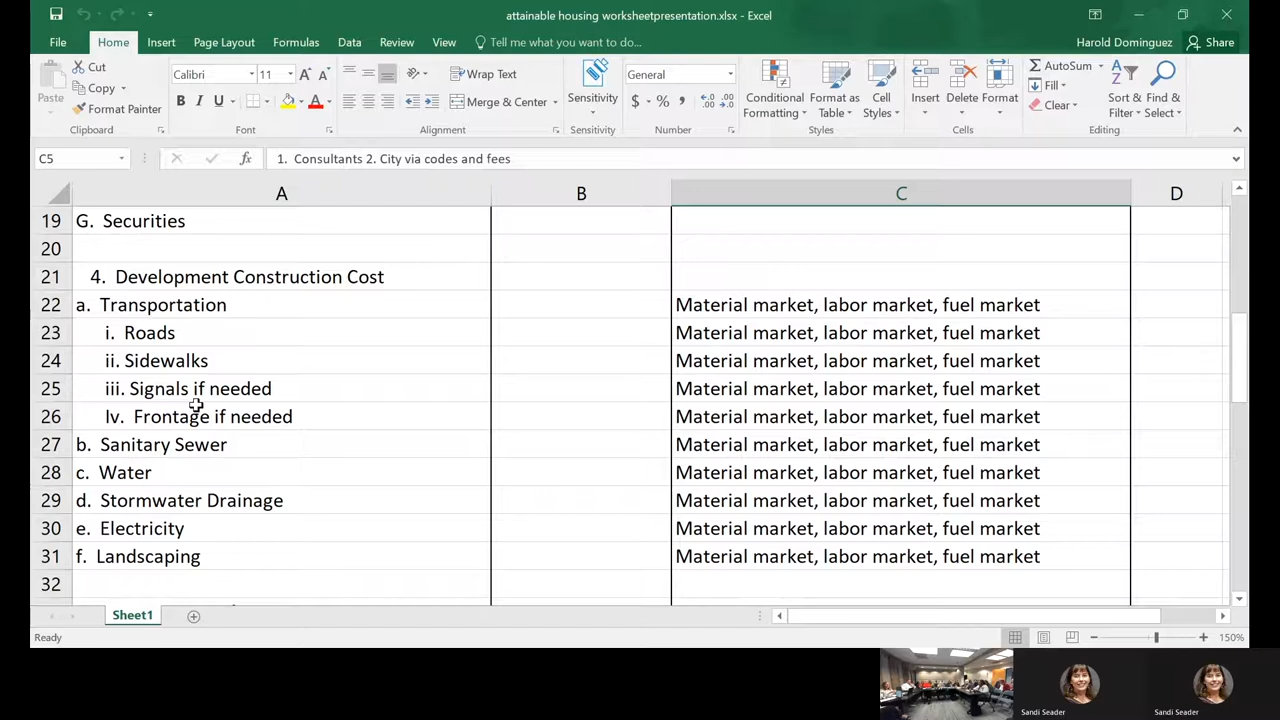 attainable housing worksheetpresentation.xlsx - Excel
File Home Insert Page Layout Formulas Data Review View Tell me what you want to do... Harold Dominguez Share
Paste
Cut
Copy
Format Painter
Clipboard
Calibri 11
B I U
Font
Wrap Text
Merge & Center
Alignment
Sensitivity
Sensitivity
General
$ % ,
Number
Conditional Formatting
Format as Table
Cell Styles
Styles
Insert Delete Format
Cells
AutoSum
Fill
Clear
Sort & Filter
Find & Select
Editing
C5 fx 1. Consultants 2. City via codes and fees
A B C D
19 G. Securities
20
21 4. Development Construction Cost
22 a. Transportation Material market, labor market, fuel market
23 i. Roads Material market, labor market, fuel market
24 ii. Sidewalks Material market, labor market, fuel market
25 iii. Signals if needed Material market, labor market, fuel market
26 Iv. Frontage if needed Material market, labor market, fuel market
27 b. Sanitary Sewer Material market, labor market, fuel market
28 c. Water Material market, labor market, fuel market
29 d. Stormwater Drainage Material market, labor market, fuel market
30 e. Electricity Material market, labor market, fuel market
31 f. Landscaping Material market, labor market, fuel market
32
Sheet1
Ready 150%
Sandi Seader Sandi Seader